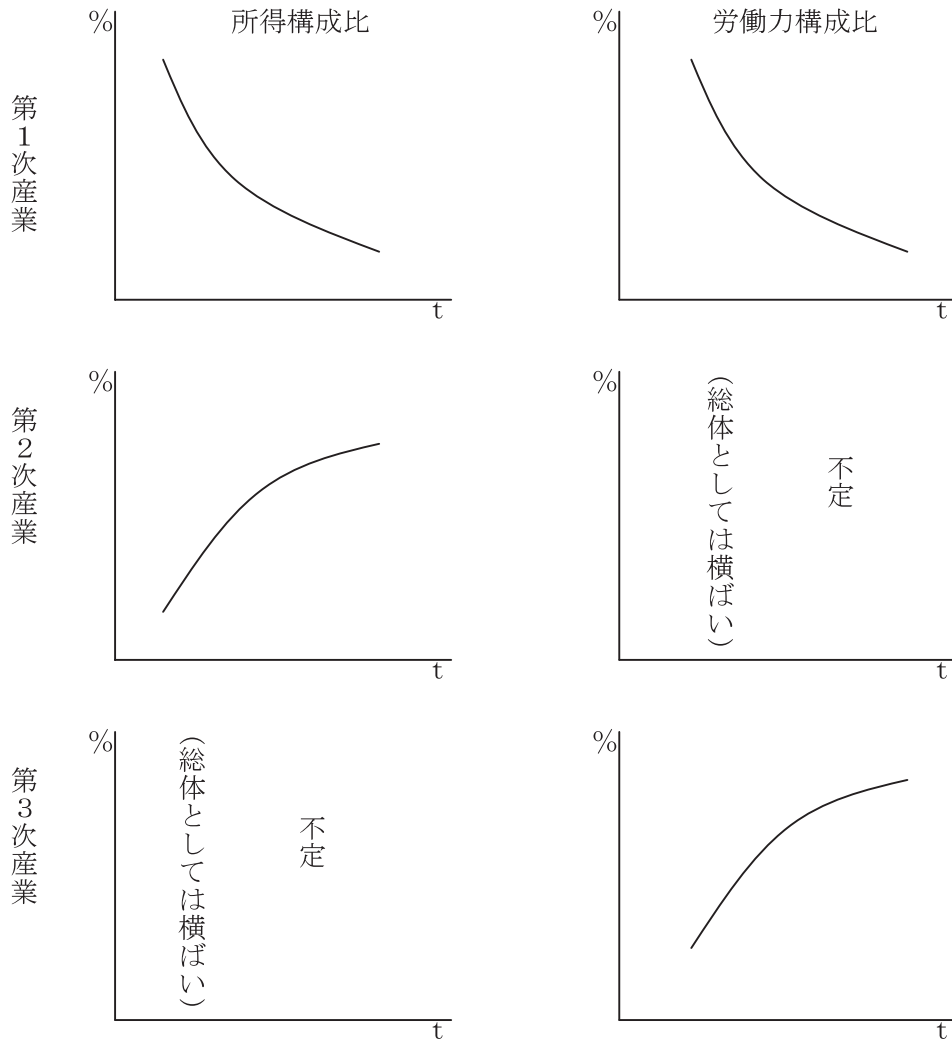 所得構成比
労働力構成比
第1次産業
%
t
%
t
第2次産業
%
t
%
(総体としては横ばい)
不定
t
第3次産業
%
(総体としては横ばい)
不定
t
%
t